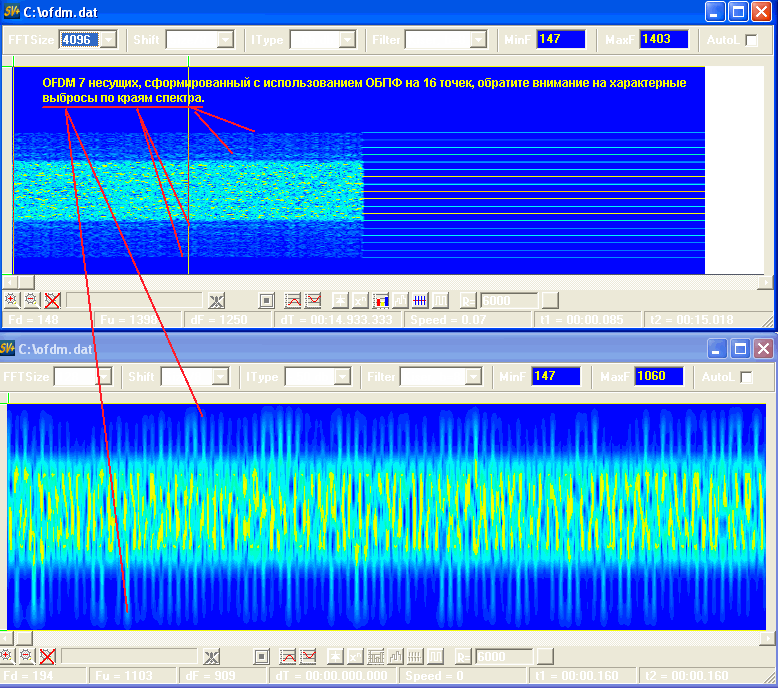 SV+ C:\ofdm.dat
FFTSize 4096 Shift IType Filter MinF 147 MaxF 1403 AutoL
OFDM 7 несущих, сформированный с использованием ОБПФ на 16 точек, обратите внимание на характерные
выбросы по краям спектра.
6000
Fd = 148 Fu = 1398 dF = 1250 dT = 00:14.933.333 Speed = 0.07 t1 = 00:00.085 t2 = 00:15.018
SV+ C:\ofdm.dat
FFTSize Shift IType Filter MinF 147 MaxF 1060 AutoL
6000
Fd = 194 Fu = 1103 dF = 909 dT = 00:00.000.000 Speed = 0 t1 = 00:00.160 t2 = 00:00.160